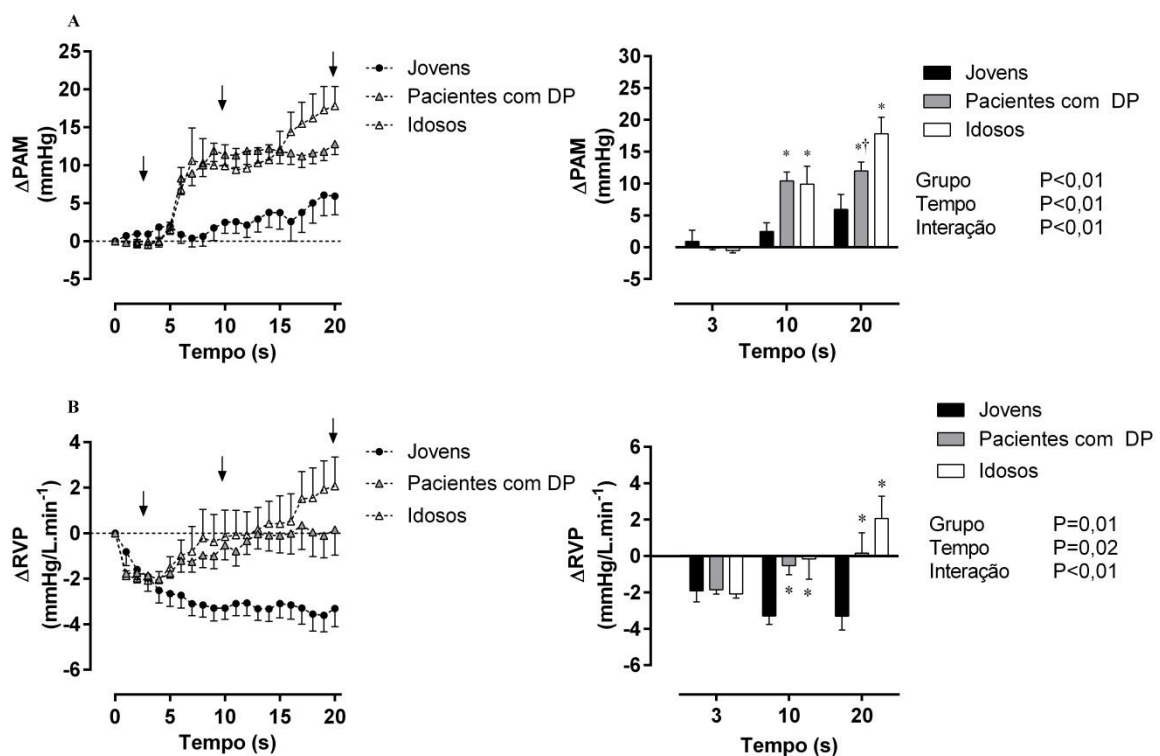 A
25
20
15
10
5
0
-5
ΔPAM
(mmHg)
0 5 10 15 20
Tempo (s)
Jovens
Pacientes com DP
Idosos
30
25
20
15
10
5
0
-5
ΔPAM
(mmHg)
* * *† *
3 10 20
Tempo (s)
Jovens
Pacientes com DP
Idosos
Grupo P<0,01
Tempo P<0,01
Interação P<0,01
B
4
2
0
-2
-4
-6
ΔRVP
(mmHg/L.min⁻¹)
0 5 10 15 20
Tempo (s)
Jovens
Pacientes com DP
Idosos
6
4
2
0
-2
-4
-6
ΔRVP
(mmHg/L.min⁻¹)
* * * *
3 10 20
Tempo (s)
Jovens
Pacientes com DP
Idosos
Grupo P=0,01
Tempo P=0,02
Interação P<0,01